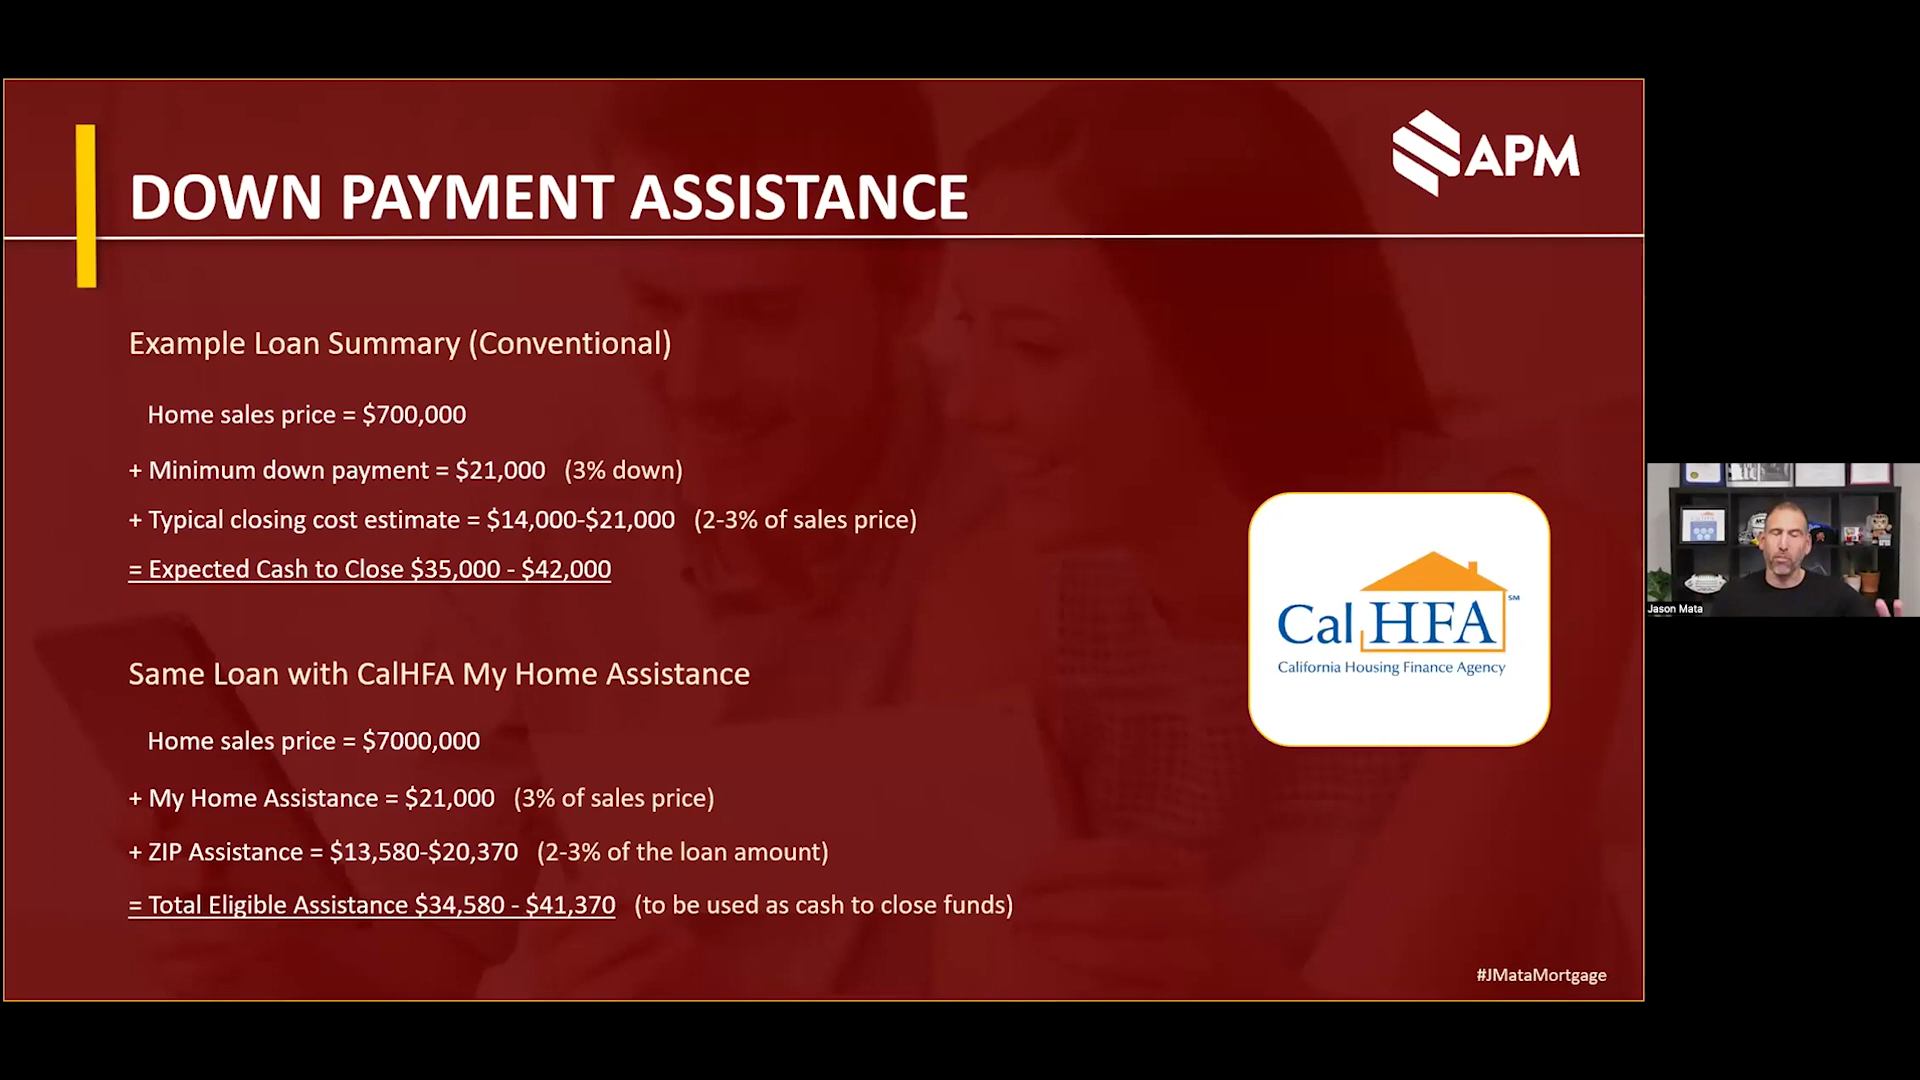 APM
DOWN PAYMENT ASSISTANCE
Example Loan Summary (Conventional)
Home sales price = $700,000
+ Minimum down payment = $21,000 (3% down)
+ Typical closing cost estimate = $14,000-$21,000 (2-3% of sales price)
= Expected Cash to Close $35,000 - $42,000
Same Loan with CalHFA My Home Assistance
Home sales price = $7000,000
+ My Home Assistance = $21,000 (3% of sales price)
+ ZIP Assistance = $13,580-$20,370 (2-3% of the loan amount)
= Total Eligible Assistance $34,580 - $41,370 (to be used as cash to close funds)
Cal HFA SM
California Housing Finance Agency
#JMataMortgage
Jason Mata